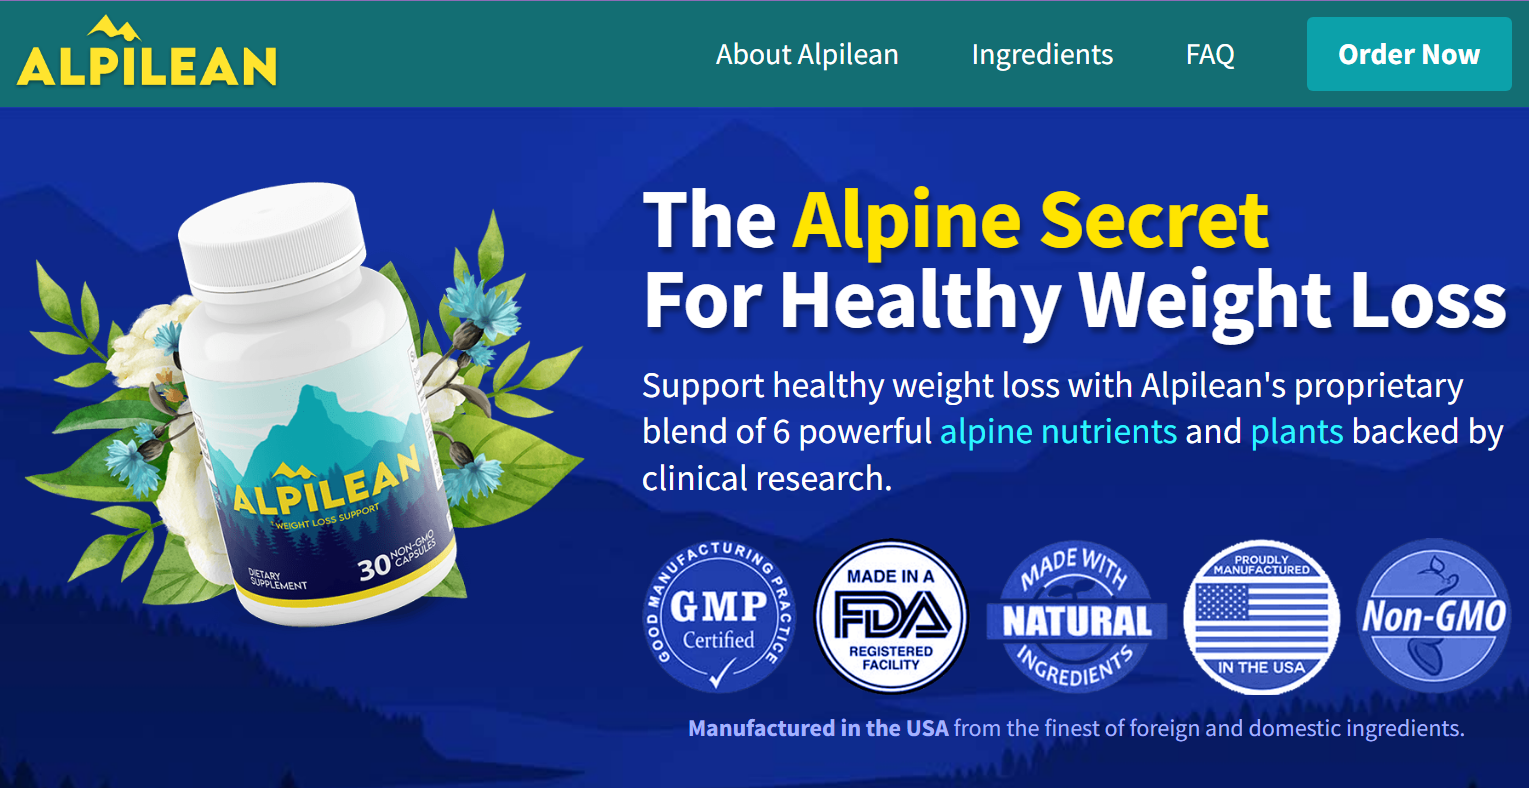 ALPILEAN
About Alpilean
Ingredients
FAQ
Order Now
The Alpine Secret
For Healthy Weight Loss
Support healthy weight loss with Alpilean's proprietary
blend of 6 powerful alpine nutrients and plants backed by
clinical research.
ALPILEAN
WEIGHT LOSS SUPPORT
DIETARY
SUPPLEMENT
30 NON-GMO
CAPSULES
GOOD MANUFACTURING PRACTICE
GMP
Certified
MADE IN A
FDA
REGISTERED
FACILITY
MADE WITH
NATURAL
INGREDIENTS
PROUDLY
MANUFACTURED
IN THE USA
Non-GMO
Manufactured in the USA from the finest of foreign and domestic ingredients.